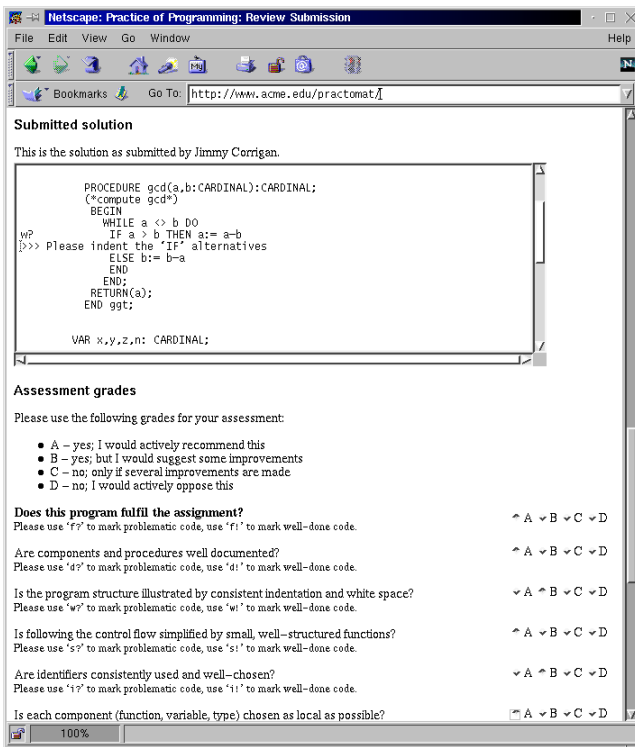 Netscape: Practice of Programming: Review Submission
File Edit View Go Window Help
My N
Bookmarks Go To: http://www.acme.edu/practomat/
Submitted solution
This is the solution as submitted by Jimmy Corrigan.
PROCEDURE gcd(a,b:CARDINAL):CARDINAL;
(*compute gcd*)
BEGIN
WHILE a <> b DO
w? IF a > b THEN a:= a-b
>>> Please indent the 'IF' alternatives
ELSE b:= b-a
END
END;
RETURN(a);
END ggt;
VAR x,y,z,n: CARDINAL;
Assessment grades
Please use the following grades for your assessment:
• A – yes; I would actively recommend this
• B – yes; but I would suggest some improvements
• C – no; only if several improvements are made
• D – no; I would actively oppose this
Does this program fulfil the assignment? A B C D
Please use 'f?' to mark problematic code, use 'f!' to mark well-done code.
Are components and procedures well documented? A B C D
Please use 'd?' to mark problematic code, use 'd!' to mark well-done code.
Is the program structure illustrated by consistent indentation and white space? A B C D
Please use 'w?' to mark problematic code, use 'w!' to mark well-done code.
Is following the control flow simplified by small, well–structured functions? A B C D
Please use 's?' to mark problematic code, use 's!' to mark well-done code.
Are identifiers consistently used and well–chosen? A B C D
Please use 'i?' to mark problematic code, use 'i!' to mark well-done code.
Is each component (function, variable, type) chosen as local as possible? A B C D
100%